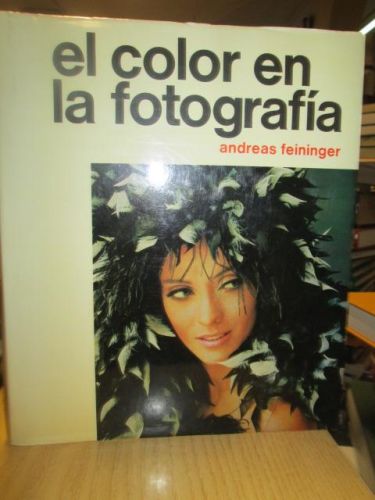 el color en
la fotografía
andreas feininger